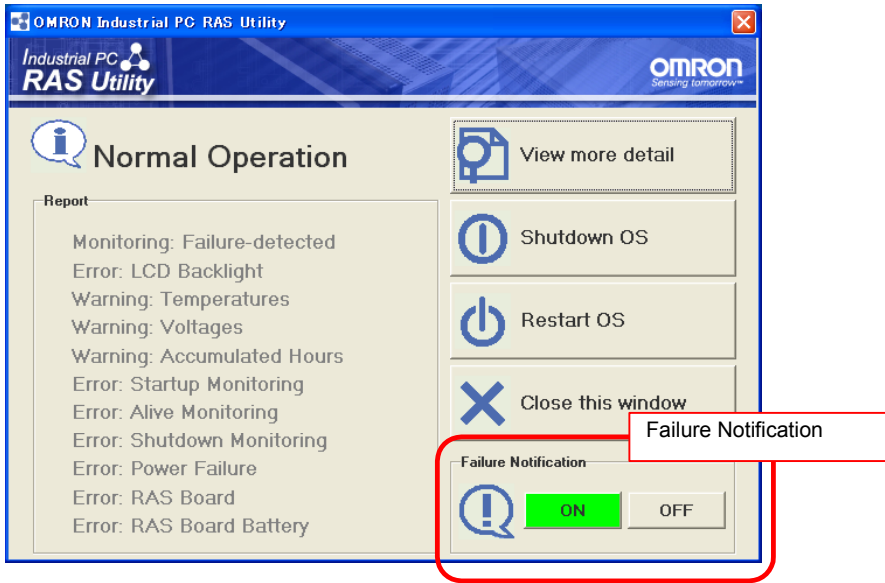 OMRON Industrial PC RAS Utility
Industrial PC
RAS Utility
OMRON
Sensing tomorrow™
Normal Operation
Report
Monitoring: Failure-detected
Error: LCD Backlight
Warning: Temperatures
Warning: Voltages
Warning: Accumulated Hours
Error: Startup Monitoring
Error: Alive Monitoring
Error: Shutdown Monitoring
Error: Power Failure
Error: RAS Board
Error: RAS Board Battery
View more detail
Shutdown OS
Restart OS
Close this window
Failure Notification
Failure Notification
ON
OFF